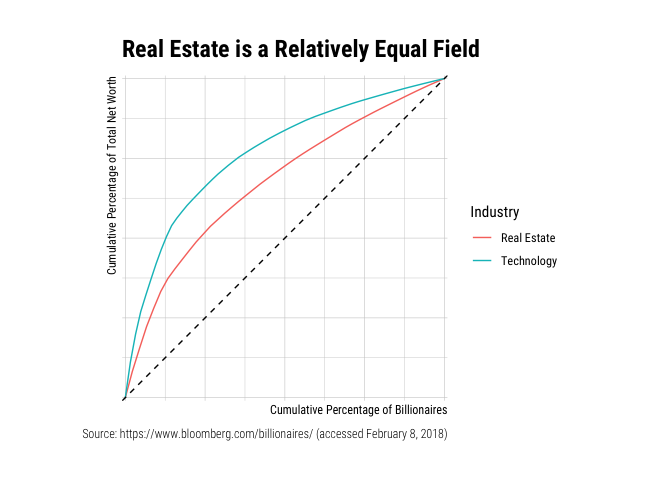 Real Estate is a Relatively Equal Field
Cumulative Percentage of Total Net Worth
Industry
Real Estate
Technology
Cumulative Percentage of Billionaires
Source: https://www.bloomberg.com/billionaires/ (accessed February 8, 2018)